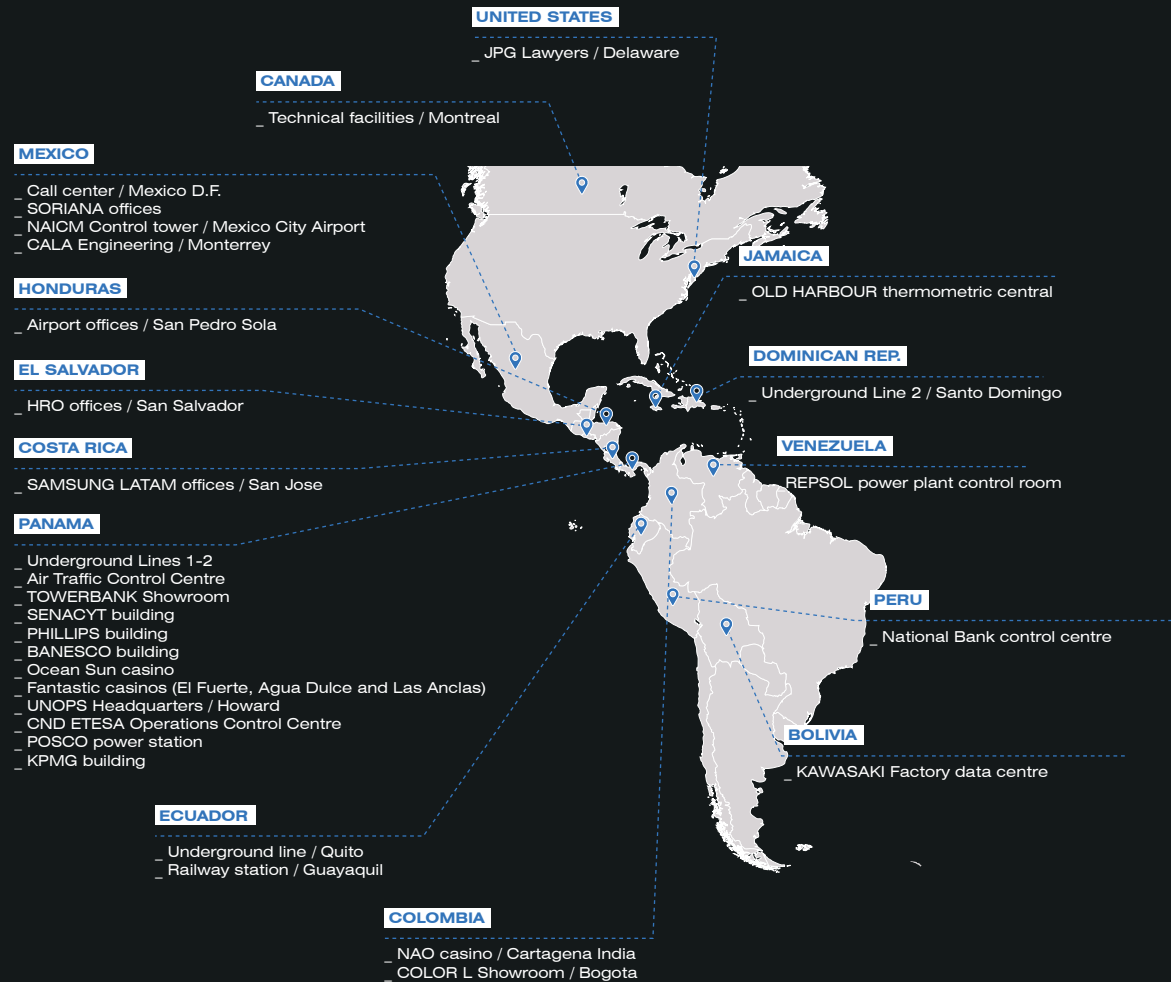 UNITED STATES
_ JPG Lawyers / Delaware
CANADA
_ Technical facilities / Montreal
MEXICO
_ Call center / Mexico D.F.
_ SORIANA offices
_ NAICM Control tower / Mexico City Airport
_ CALA Engineering / Monterrey
JAMAICA
_ OLD HARBOUR thermometric central
HONDURAS
_ Airport offices / San Pedro Sola
DOMINICAN REP.
_ Underground Line 2 / Santo Domingo
EL SALVADOR
_ HRO offices / San Salvador
COSTA RICA
_ SAMSUNG LATAM offices / San Jose
VENEZUELA
REPSOL power plant control room
PANAMA
_ Underground Lines 1-2
_ Air Traffic Control Centre
_ TOWERBANK Showroom
_ SENACYT building
_ PHILLIPS building
_ BANESCO building
_ Ocean Sun casino
_ Fantastic casinos (El Fuerte, Agua Dulce and Las Anclas)
_ UNOPS Headquarters / Howard
_ CND ETESA Operations Control Centre
_ POSCO power station
_ KPMG building
PERU
_ National Bank control centre
BOLIVIA
_ KAWASAKI Factory data centre
ECUADOR
_ Underground line / Quito
_ Railway station / Guayaquil
COLOMBIA
_ NAO casino / Cartagena India
_ COLOR L Showroom / Bogota